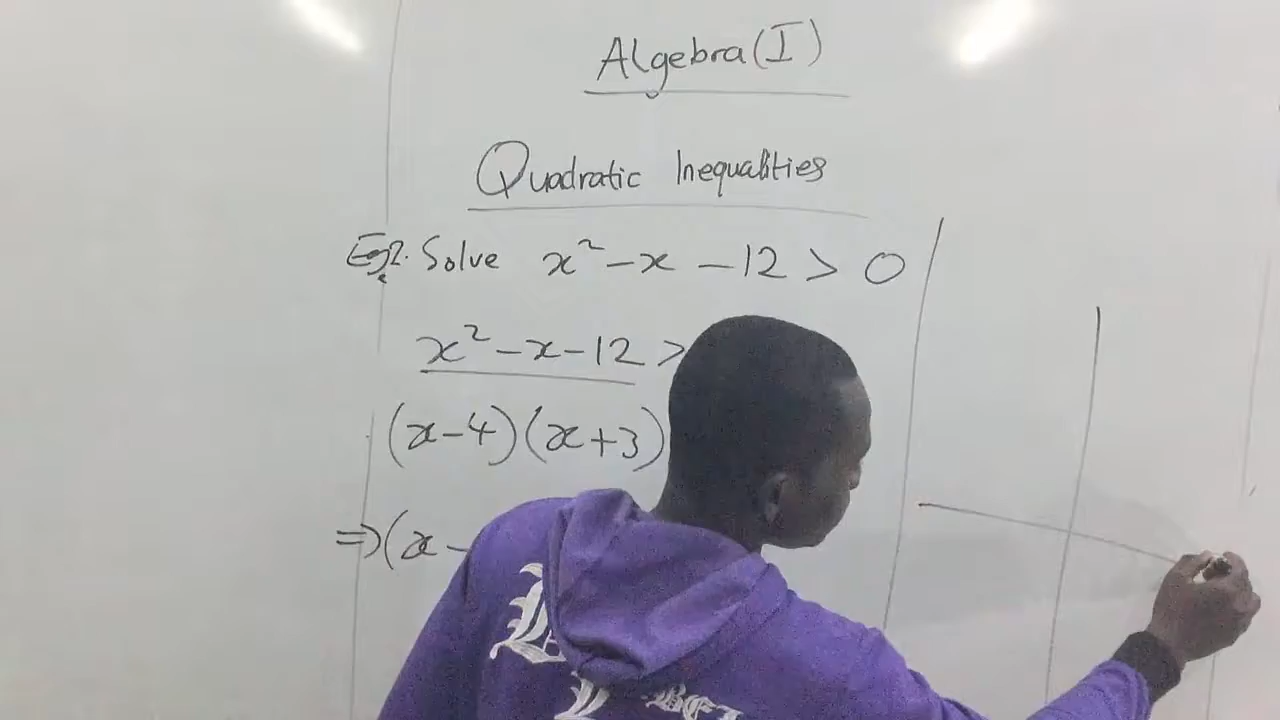 Algebra (I)
Quadratic Inequalities
Eg2. Solve x² - x - 12 > 0
x² - x - 12 >
(x - 4)(x + 3)
⇒ (x -